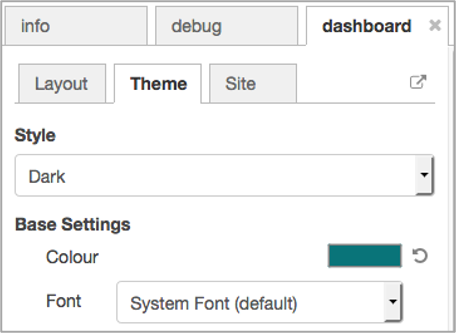 info debug dashboard
Layout Theme Site
Style
Dark
Base Settings
Colour
Font System Font (default)